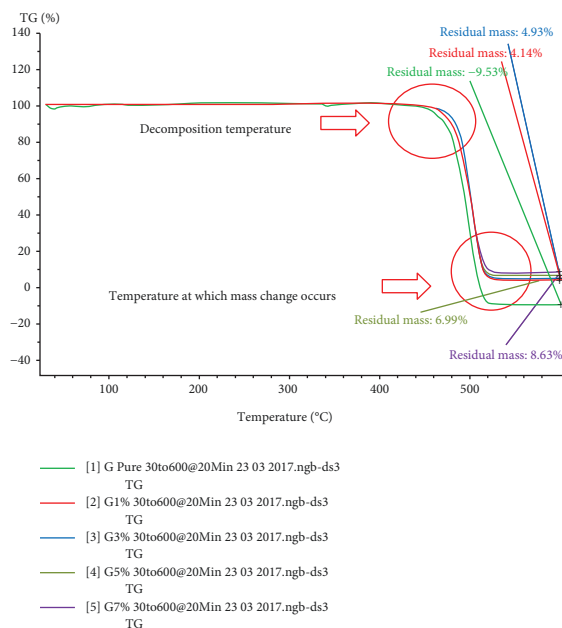 TG (%)
140
120
100
80
60
40
20
0
−20
−40
Residual mass: 4.93%
Residual mass: 4.14%
Residual mass: −9.53%
Decomposition temperature
Temperature at which mass change occurs
Residual mass: 6.99%
Residual mass: 8.63%
100 200 300 400 500
Temperature (°C)
[1] G Pure 30to600@20Min 23 03 2017.ngb-ds3
TG
[2] G1% 30to600@20Min 23 03 2017.ngb-ds3
TG
[3] G3% 30to600@20Min 23 03 2017.ngb-ds3
TG
[4] G5% 30to600@20Min 23 03 2017.ngb-ds3
TG
[5] G7% 30to600@20Min 23 03 2017.ngb-ds3
TG